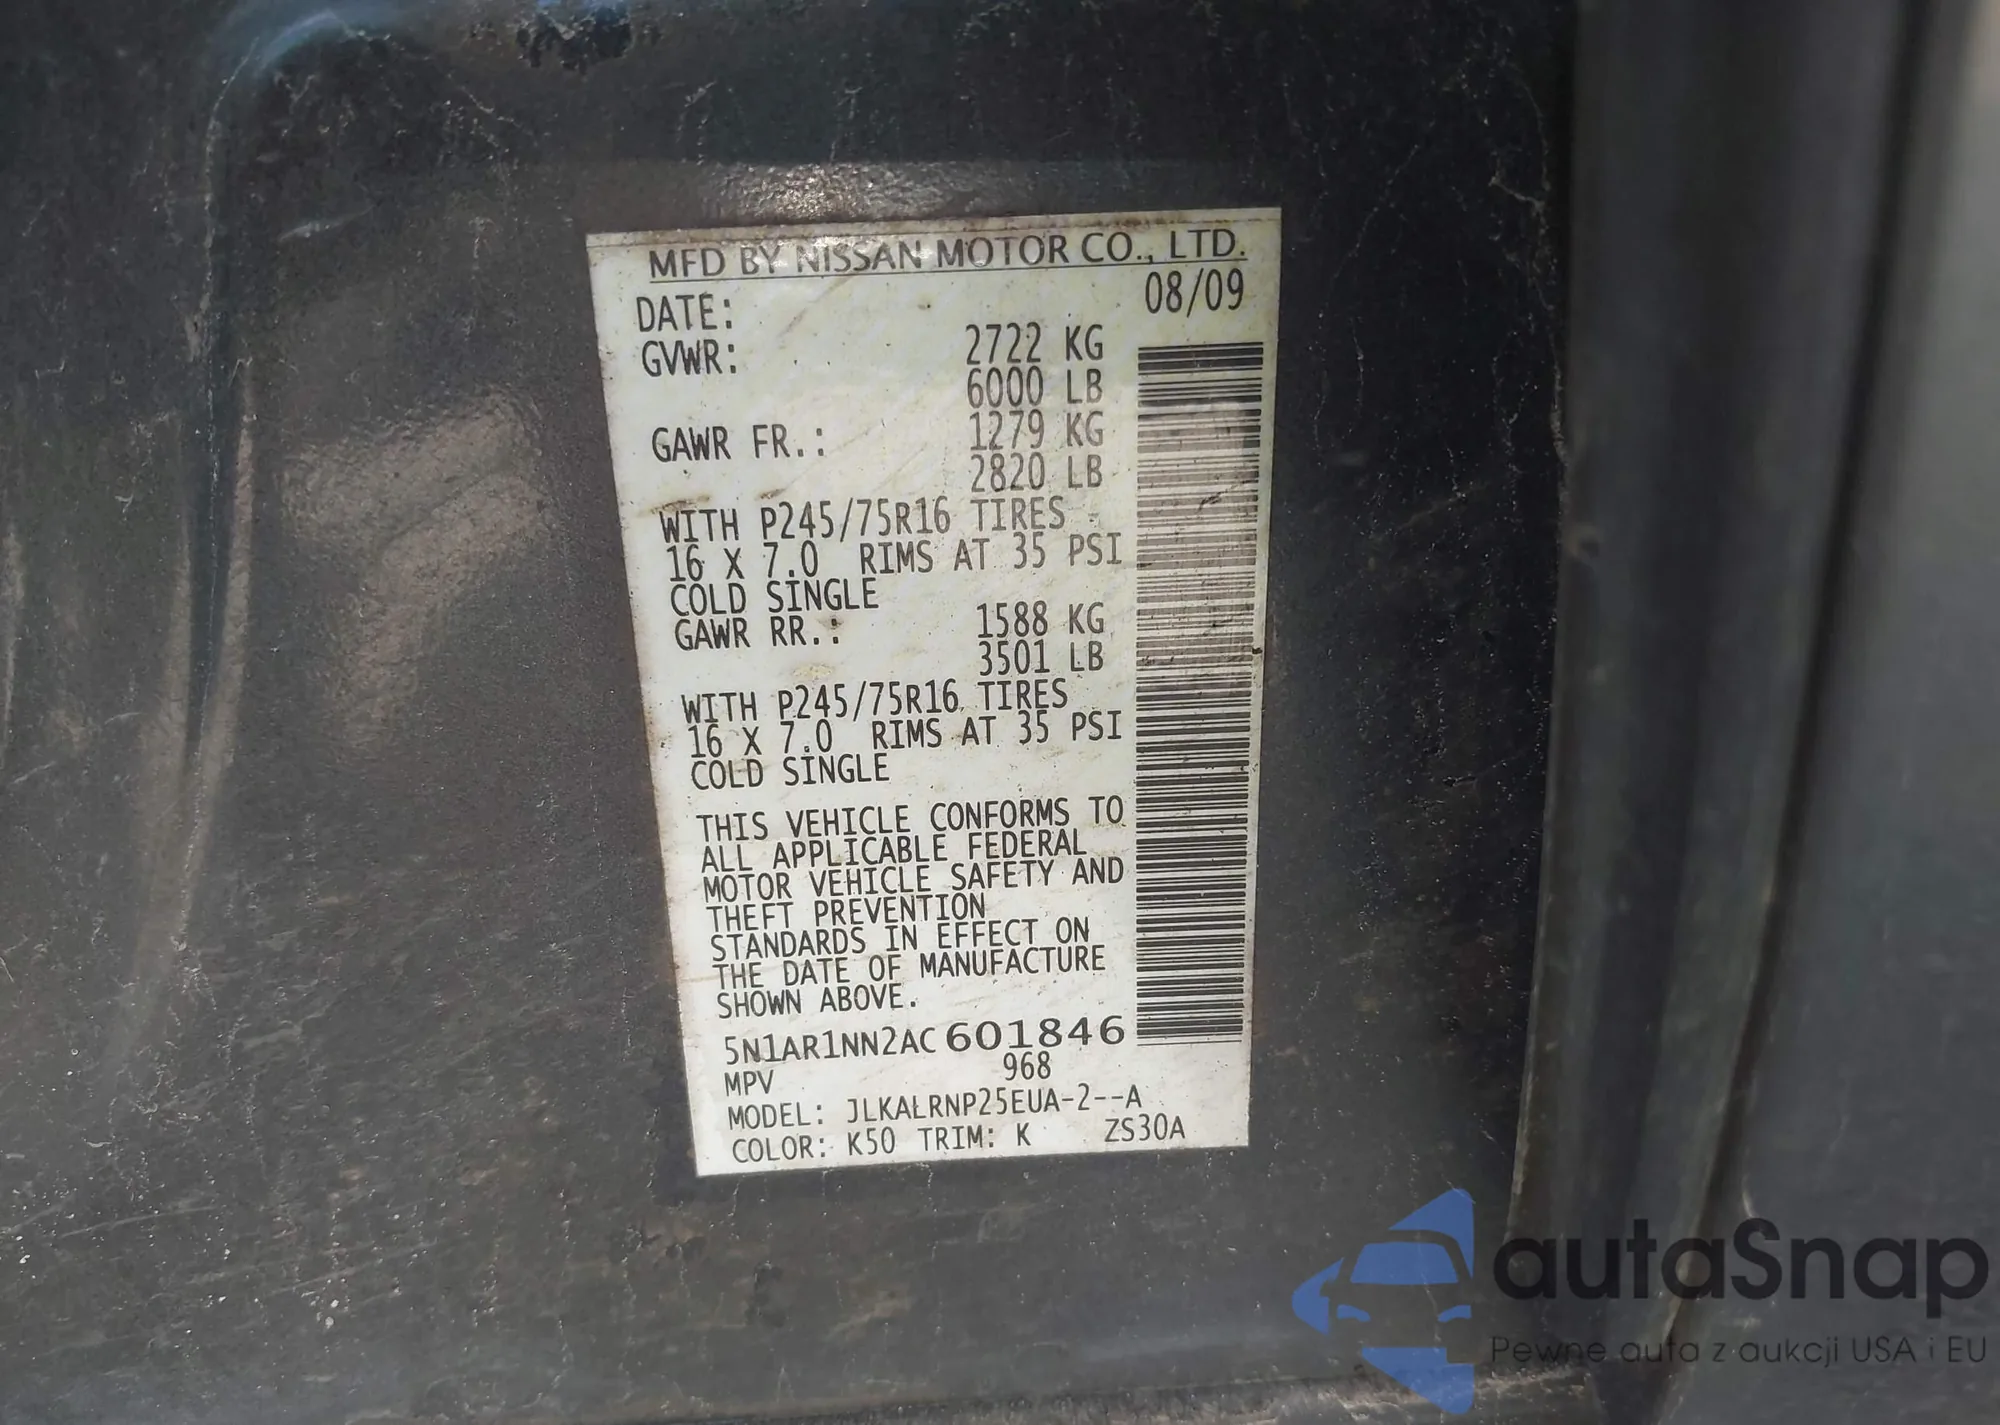 MFD BY NISSAN MOTOR CO., LTD.
DATE: 08/09
GVWR: 2722 KG
6000 LB
GAWR FR.: 1279 KG
2820 LB
WITH P245/75R16 TIRES
16 X 7.0 RIMS AT 35 PSI
COLD SINGLE
GAWR RR.: 1588 KG
3501 LB
WITH P245/75R16 TIRES
16 X 7.0 RIMS AT 35 PSI
COLD SINGLE
THIS VEHICLE CONFORMS TO
ALL APPLICABLE FEDERAL
MOTOR VEHICLE SAFETY AND
THEFT PREVENTION
STANDARDS IN EFFECT ON
THE DATE OF MANUFACTURE
SHOWN ABOVE.
5N1AR1NN2AC601846
MPV 968
MODEL: JLKALRNP25EUA-2--A
COLOR: K50 TRIM: K ZS30A
autaSnap
Pewne auta z aukcji USA i EU